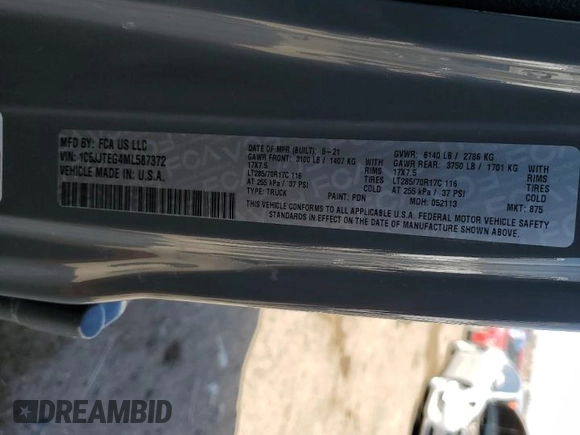 MFD BY: FCA US LLC
VIN: 1C6JJTEG4ML587372
VEHICLE MADE IN: U.S.A.
DATE OF MFR (BUILT): 5-21
GAWR FRONT: 3100 LB / 1407 KG WITH
17X7.5 RIMS
LT285/70R17C 116 TIRES
AT 255 kPa / 37 PSI COLD
TYPE: TRUCK PAINT: PDN
GVWR: 6140 LB / 2786 KG
GAWR REAR: 3750 LB / 1701 KG WITH
17X7.5 RIMS
LT285/70R17C 116 TIRES
AT 255 kPa / 37 PSI COLD
MDH: 052113 MKT: 875
THIS VEHICLE CONFORMS TO ALL APPLICABLE U.S.A. FEDERAL MOTOR VEHICLE SAFETY
STANDARDS IN EFFECT ON THE DATE OF MANUFACTURE SHOWN ABOVE.
DREAMBID